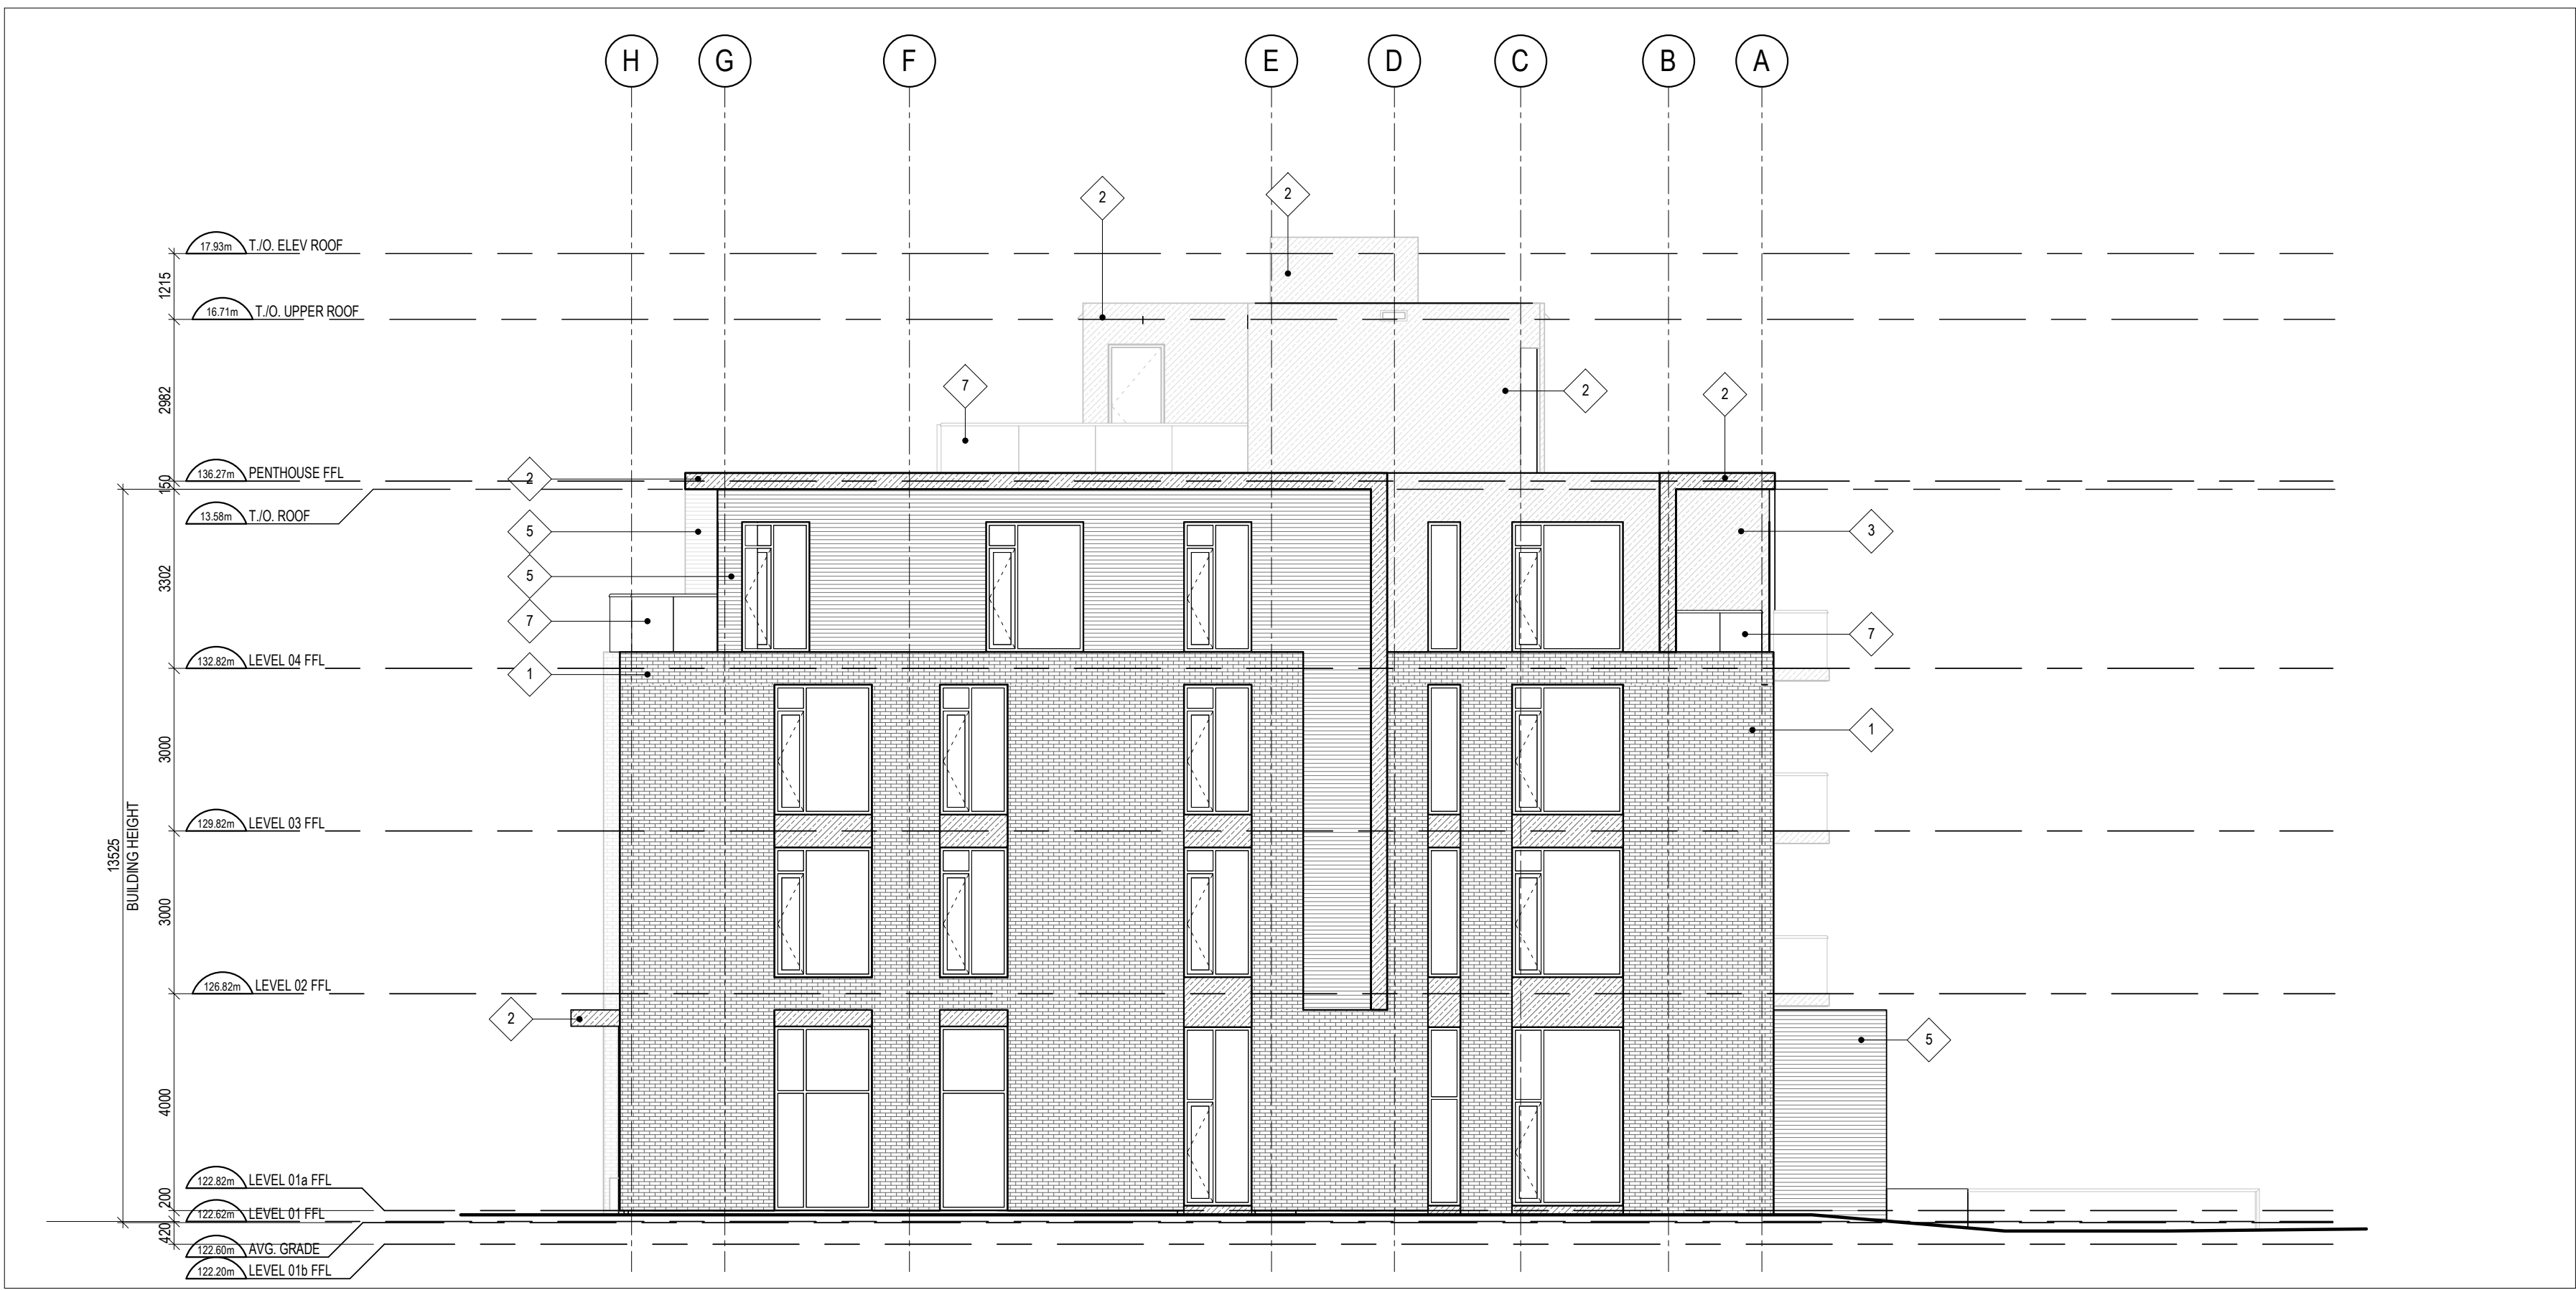 H G F E D C B A
2
2
17.93m T./O. ELEV ROOF
1215
16.71m T./O. UPPER ROOF
2982
7
2
2
136.27m PENTHOUSE FFL
2
150
13.58m T./O. ROOF
5
3
3302
5
7
7
132.82m LEVEL 04 FFL
1
1
3000
129.82m LEVEL 03 FFL
13525
BUILDING HEIGHT
3000
126.82m LEVEL 02 FFL
2
5
4000
122.82m LEVEL 01a FFL
200
122.62m LEVEL 01 FFL
420
122.60m AVG. GRADE
122.20m LEVEL 01b FFL